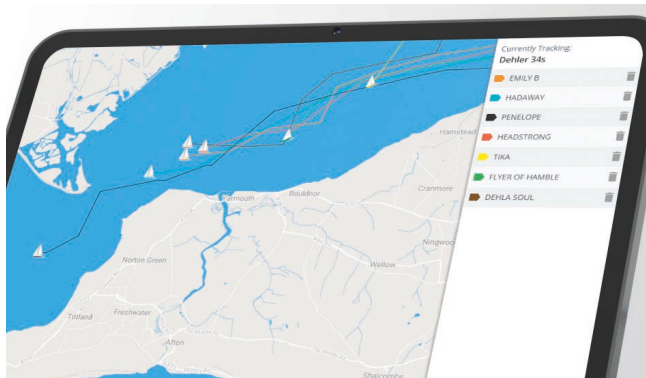 Currently Tracking:
Dehler 34s
EMILY B
HADAWAY
PENELOPE
HEADSTRONG
TIKA
FLYER OF HAMBLE
DEHLA SOUL
Hamstead
Cranmore
Bouldnor
Yarmouth
Ningwoo
Norton Green
Wellow
Totland
Freshwater
Afton
Shalcombe